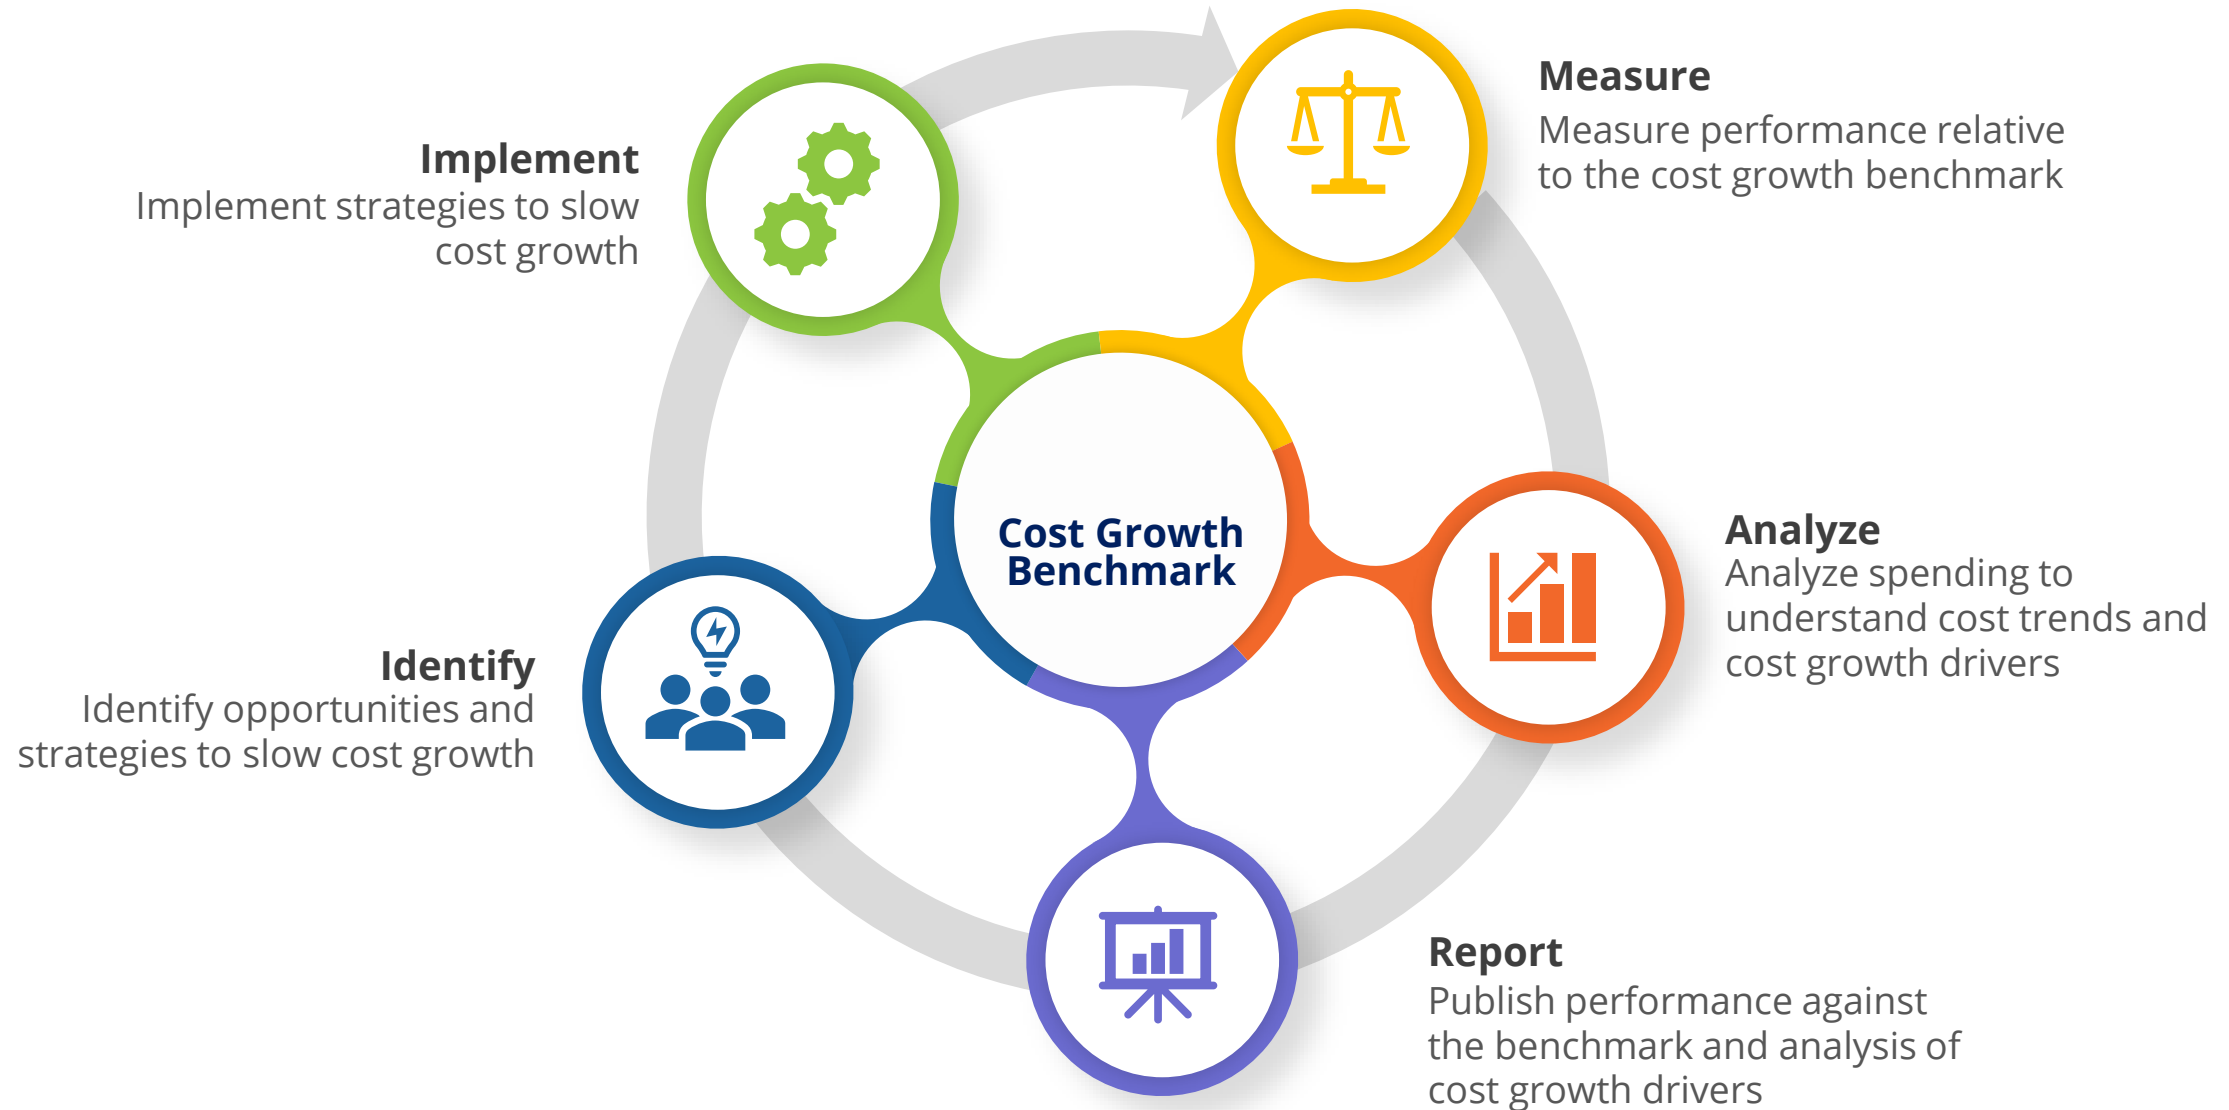 Measure
Measure performance relative
to the cost growth benchmark
Implement
Implement strategies to slow
cost growth
Cost Growth
Benchmark
Analyze
Analyze spending to
understand cost trends and
cost growth drivers
Identify
Identify opportunities and
strategies to slow cost growth
Report
Publish performance against
the benchmark and analysis of
cost growth drivers